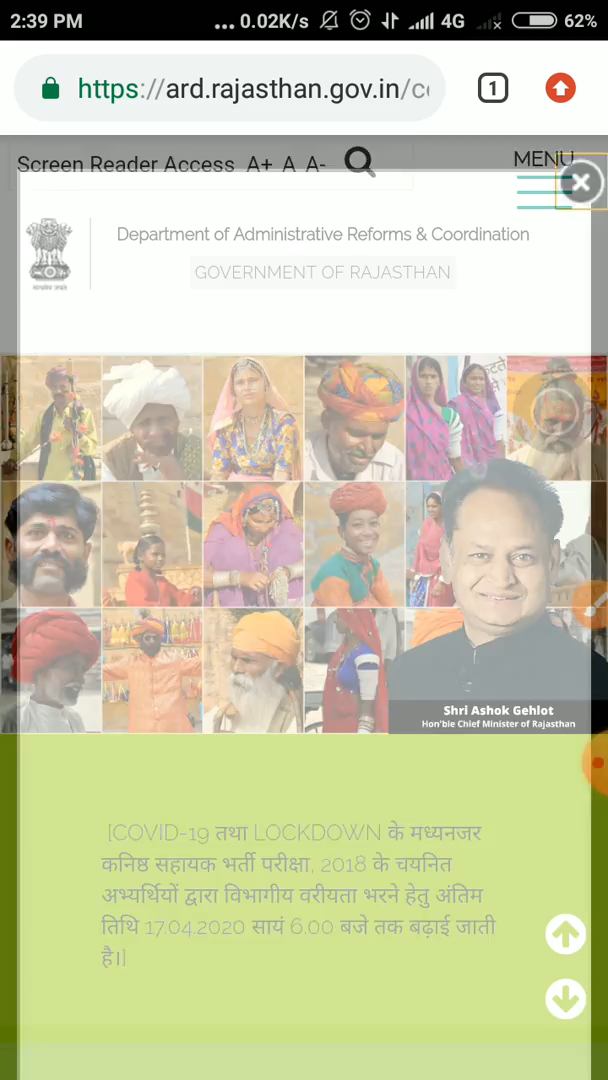 2:39 PM ... 0.02K/s 4G 62%
https://ard.rajasthan.gov.in/c
1
Screen Reader Access A+ A A-
MENU
Department of Administrative Reforms & Coordination
GOVERNMENT OF RAJASTHAN
Shri Ashok Gehlot
Hon'ble Chief Minister of Rajasthan
[COVID-19 तथा LOCKDOWN के मध्यनजर
कनिष्ठ सहायक भर्ती परीक्षा, 2018 के चयनित
अभ्यर्थियों द्वारा विभागीय वरीयता भरने हेतु अंतिम
तिथि 17.04.2020 सायं 6.00 बजे तक बढ़ाई जाती
है।]